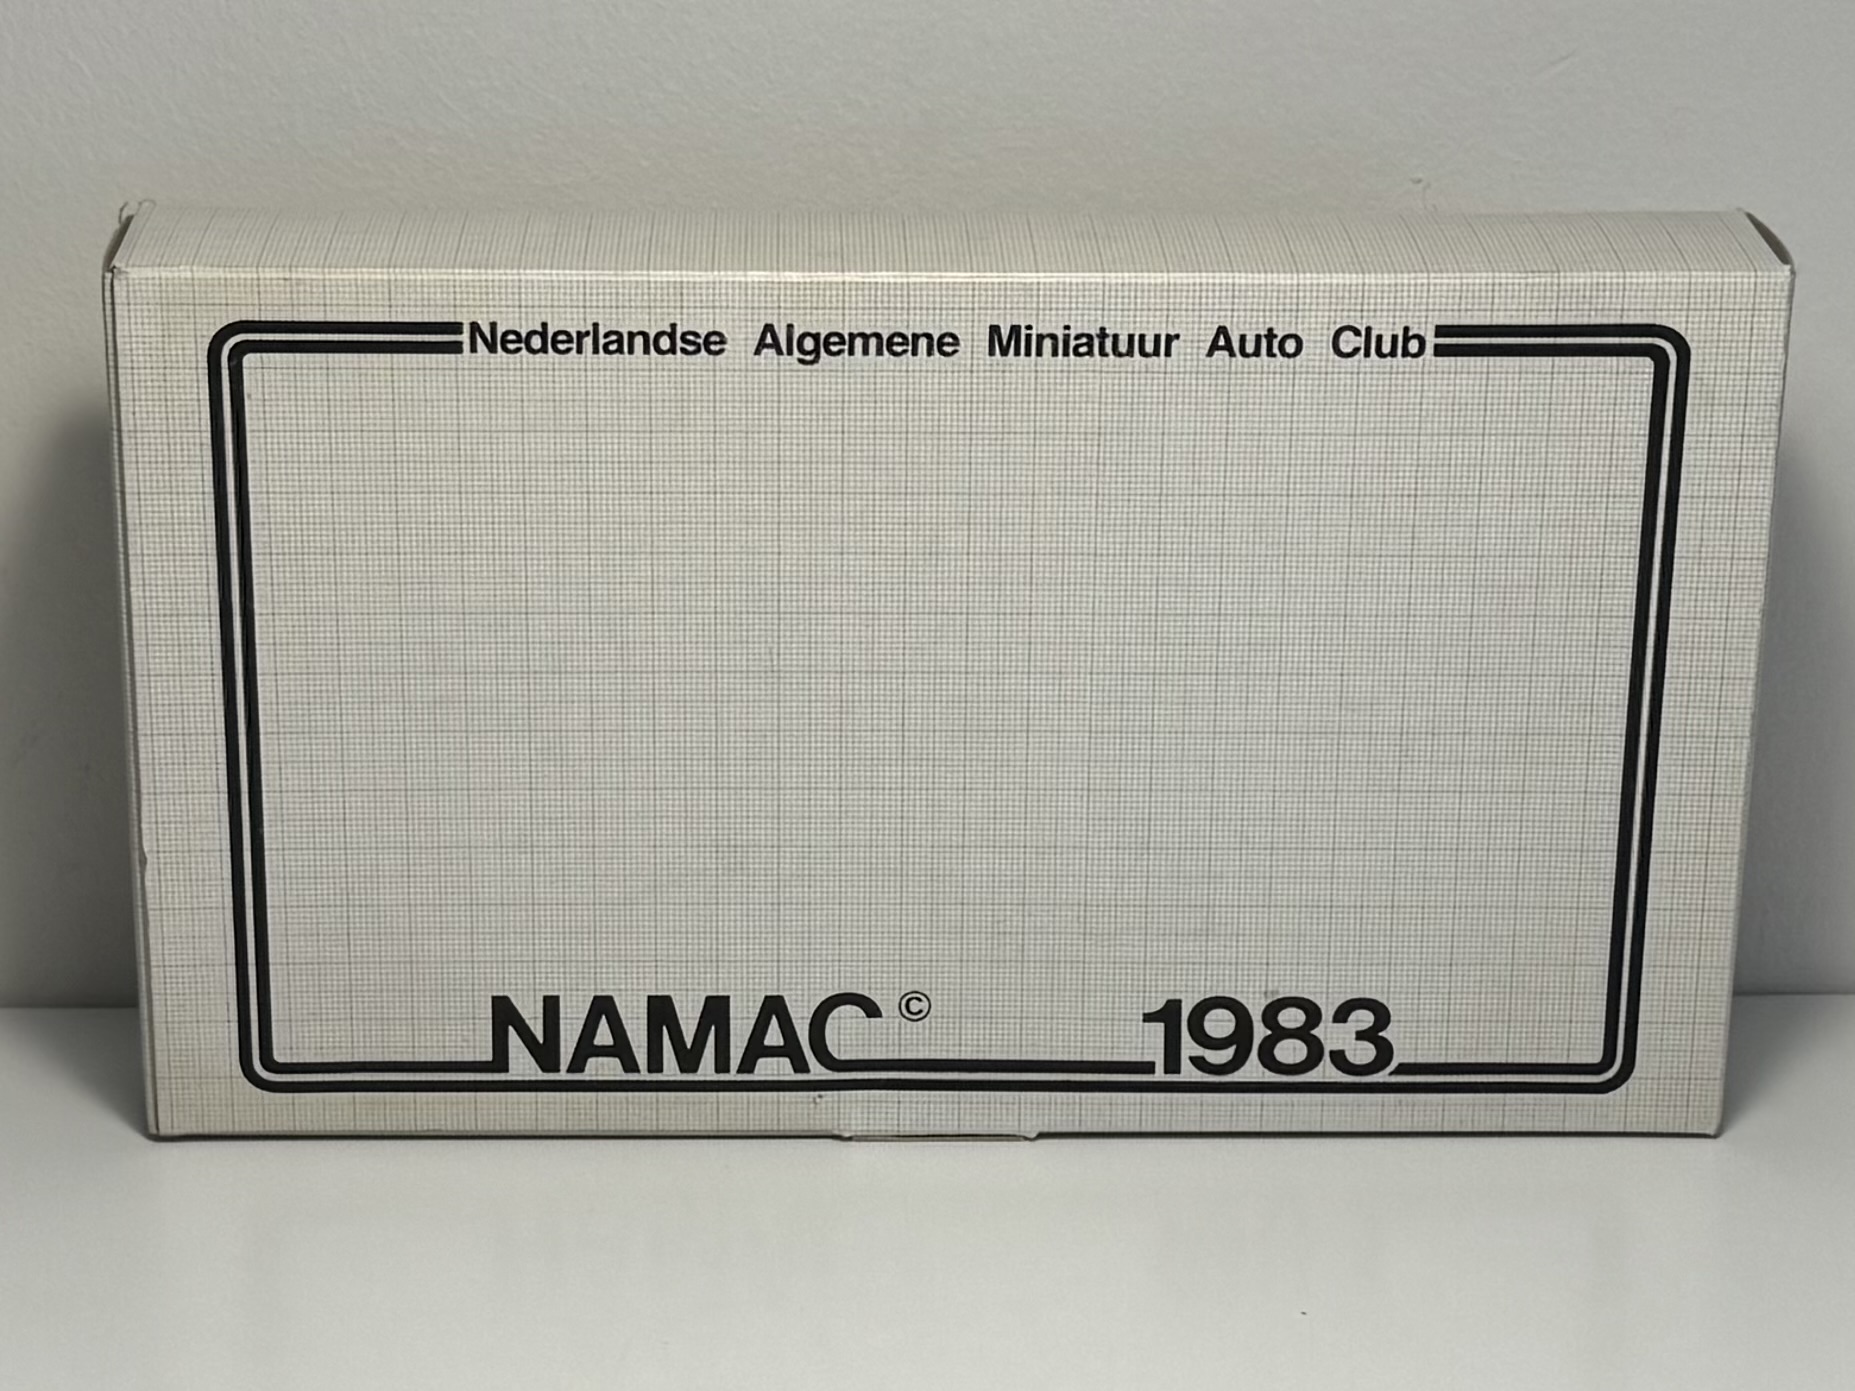 Nederlandse Algemene Miniatuur Auto Club
NAMAC © 1983